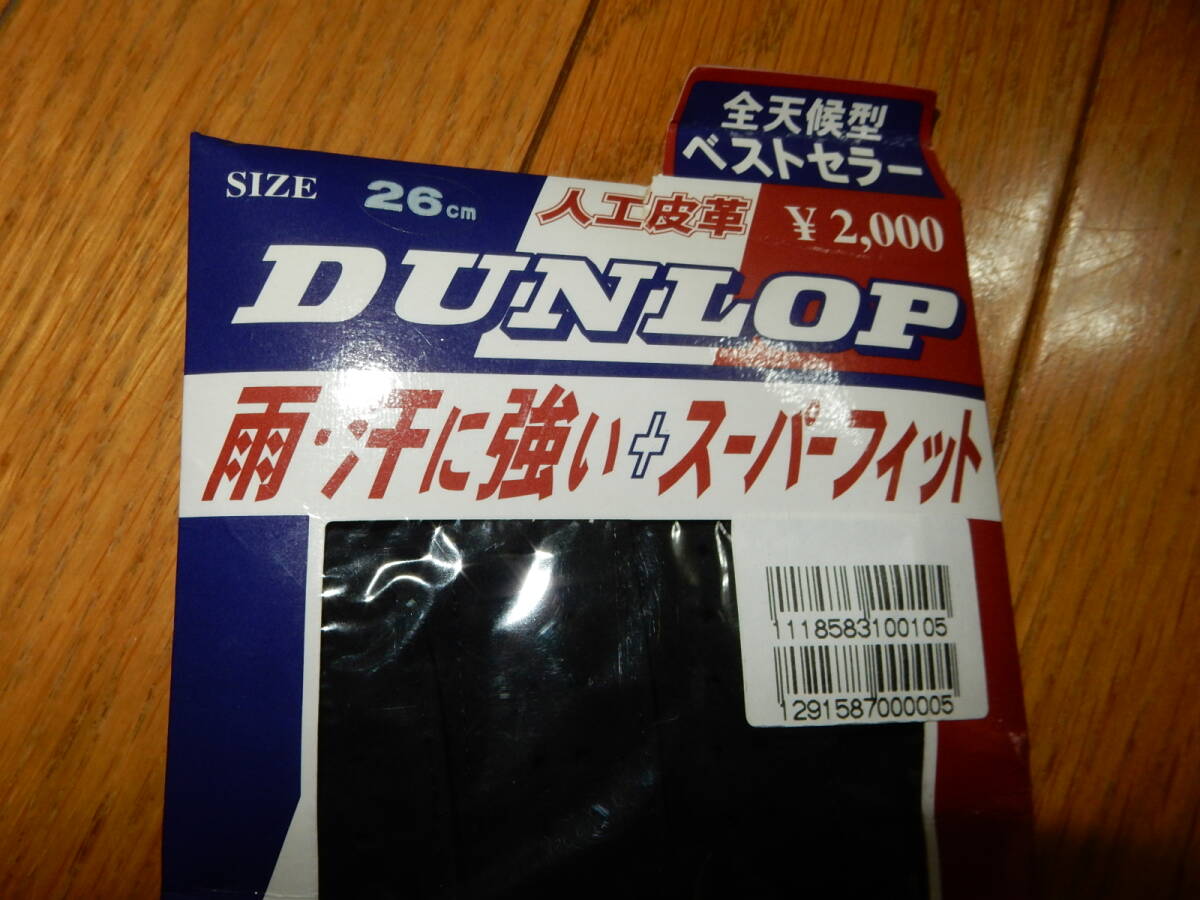 全天候型
ベストセラー
SIZE 26cm
人工皮革 ¥2,000
DUNLOP
雨・汗に強い+スーパーフィット
1118583100105
1291587000005